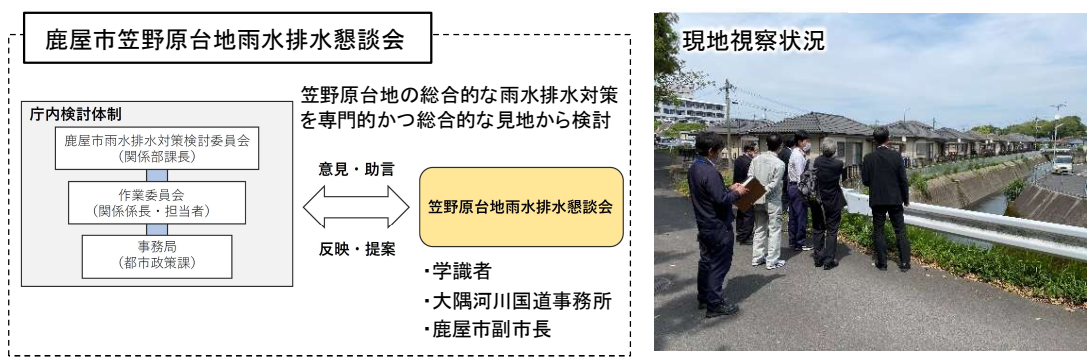 鹿屋市笠野原台地雨水排水懇談会
笠野原台地の総合的な雨水排水対策
を専門的かつ総合的な見地から検討
庁内検討体制
鹿屋市雨水排水対策検討委員会
(関係部課長)
作業委員会
(関係係長・担当者)
事務局
(都市政策課)
意見・助言
反映・提案
笠野原台地雨水排水懇談会
・学識者
・大隅河川国道事務所
・鹿屋市副市長
現地視察状況